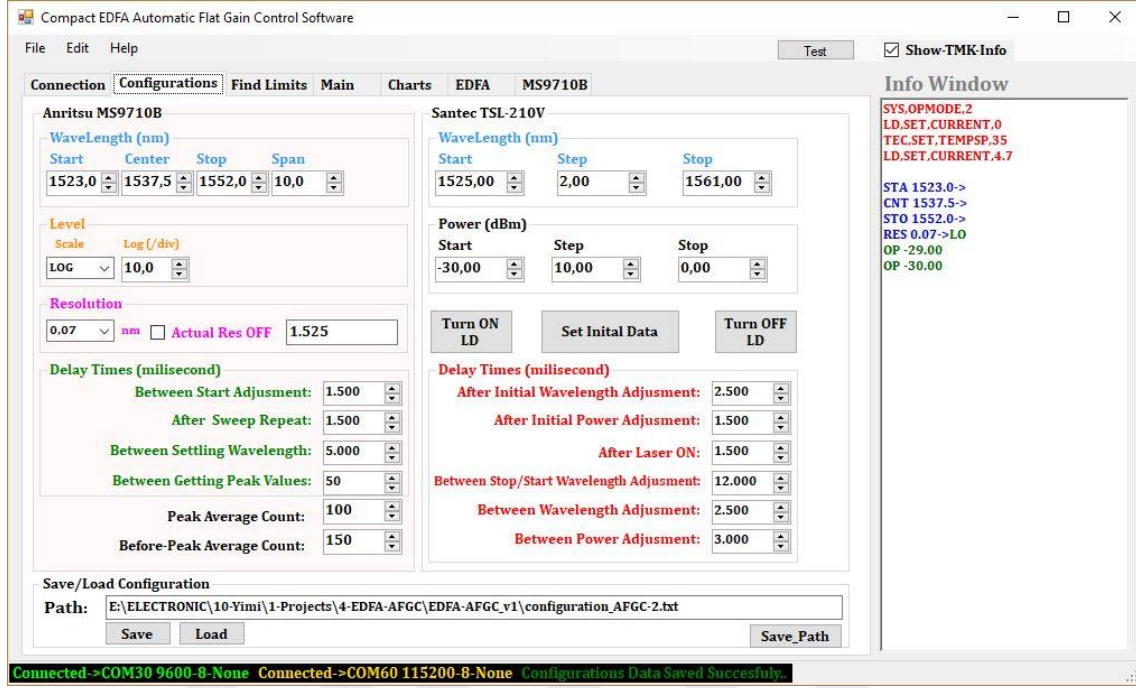 Compact EDFA Automatic Flat Gain Control Software
File Edit Help
Test
Show-TMK-Info
Connection Configurations Find Limits Main Charts EDFA MS9710B
Anritsu MS9710B
WaveLength (nm)
Start Center Stop Span
1523,0 1537,5 1552,0 10,0
Level
Scale Log (/div)
LOG 10,0
Resolution
0,07 nm Actual Res OFF 1.525
Delay Times (milisecond)
Between Start Adjusment: 1.500
After Sweep Repeat: 1.500
Between Settling Wavelength: 5.000
Between Getting Peak Values: 50
Peak Average Count: 100
Before-Peak Average Count: 150
Santec TSL-210V
WaveLength (nm)
Start Step Stop
1525,00 2,00 1561,00
Power (dBm)
Start Step Stop
-30,00 10,00 0,00
Turn ON
LD
Set Inital Data
Turn OFF
LD
Delay Times (milisecond)
After Initial Wavelength Adjusment: 2.500
After Initial Power Adjusment: 1.500
After Laser ON: 1.500
Between Stop/Start Wavelength Adjusment: 12.000
Between Wavelength Adjusment: 2.500
Between Power Adjusment: 3.000
Save/Load Configuration
Path: E:\ELECTRONIC\10-Yimi\1-Projects\4-EDFA-AFGC\EDFA-AFGC_v1\configuration_AFGC-2.txt
Save Load Save_Path
Info Window
SYS,OPMODE,2
LD,SET,CURRENT,0
TEC,SET,TEMPSP,35
LD,SET,CURRENT,4.7
STA 1523.0->
CNT 1537.5->
STO 1552.0->
RES 0.07->LO
OP -29.00
OP -30.00
Connected->COM30 9600-8-None Connected->COM60 115200-8-None Configurations Data Saved Succesfuly..